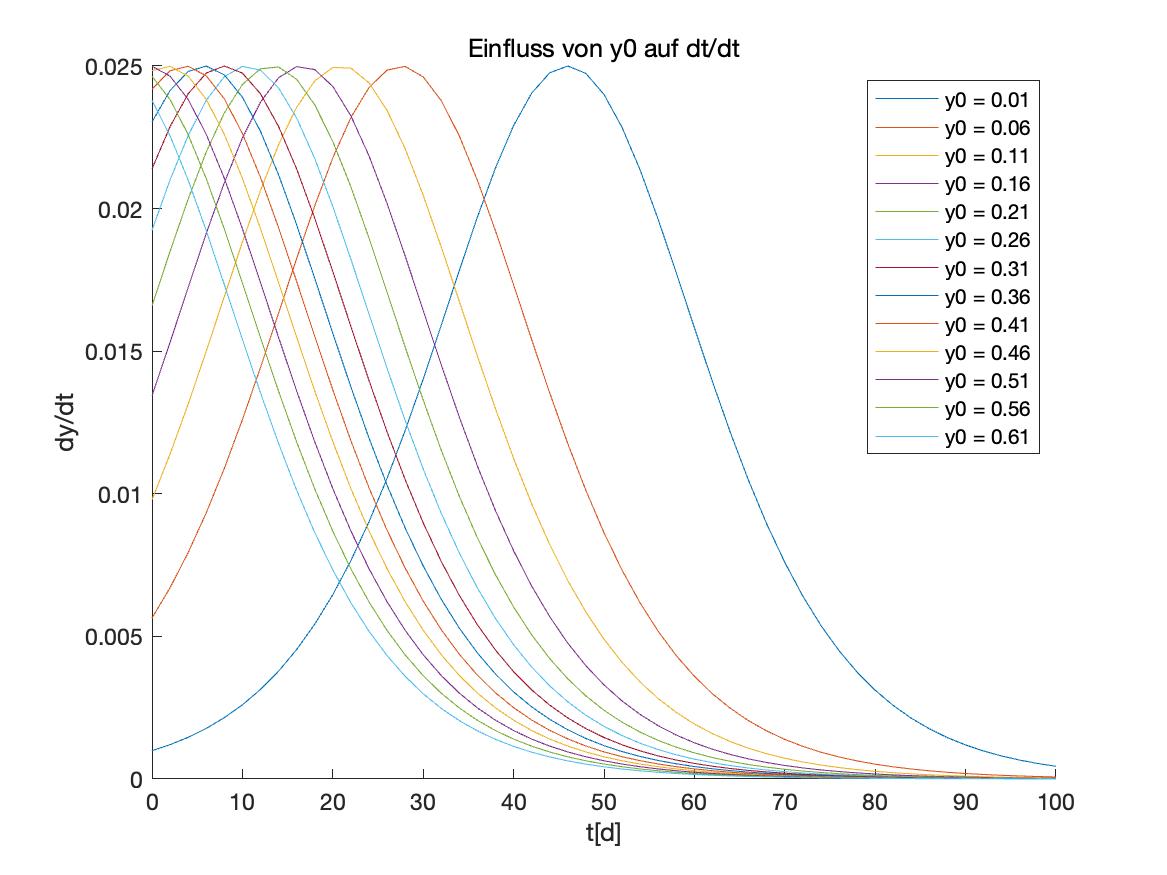 Einfluss von y0 auf dt/dt
0.025
0.02
0.015
0.01
0.005
0
dy/dt
0 10 20 30 40 50 60 70 80 90 100
t[d]
y0 = 0.01
y0 = 0.06
y0 = 0.11
y0 = 0.16
y0 = 0.21
y0 = 0.26
y0 = 0.31
y0 = 0.36
y0 = 0.41
y0 = 0.46
y0 = 0.51
y0 = 0.56
y0 = 0.61